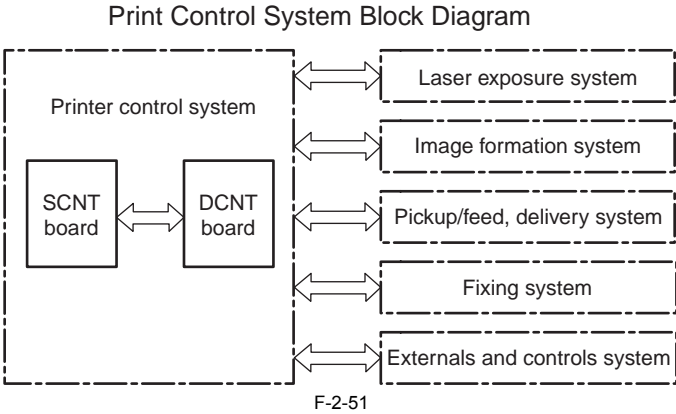 Print Control System Block Diagram
Printer control system
SCNT
board
DCNT
board
Laser exposure system
Image formation system
Pickup/feed, delivery system
Fixing system
Externals and controls system
F-2-51